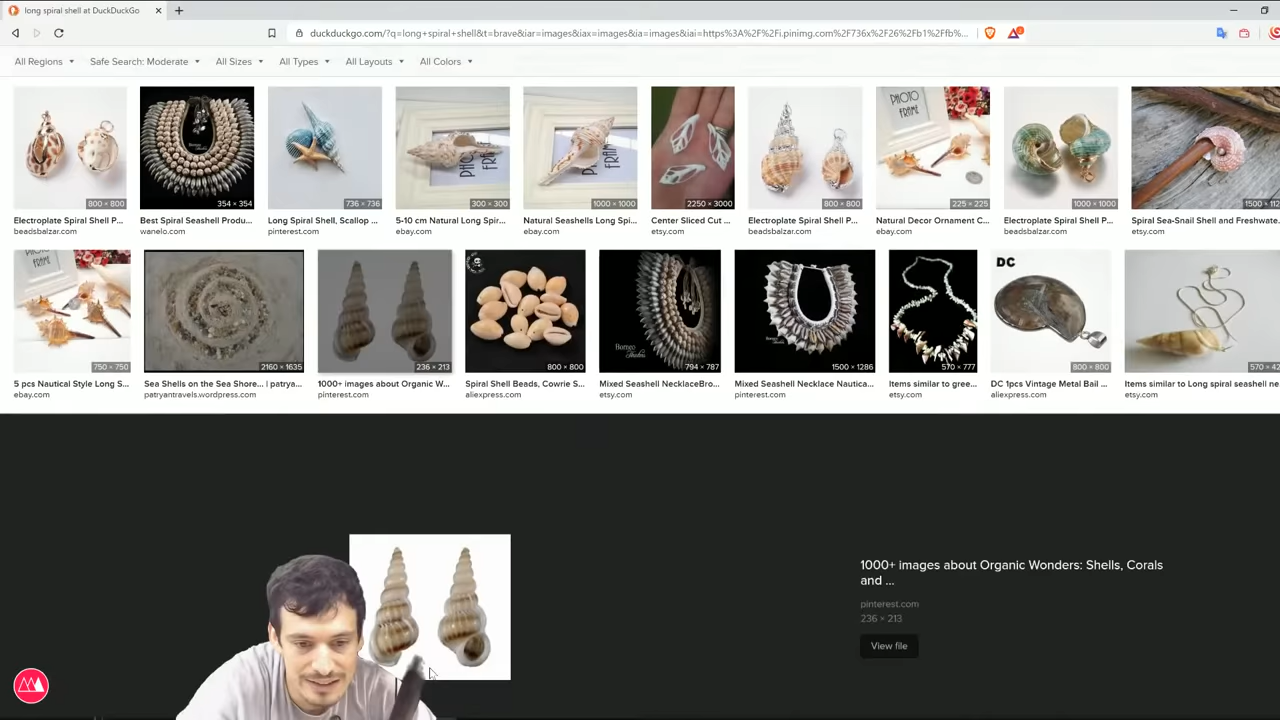 long spiral shell at DuckDuckGo
duckduckgo.com/?q=long+spiral+shell&t=brave&iar=images&iax=images&ia=images&iai=https%3A%2F%2Fi.pinimg.com%2F736x%2F26%2Fb1%2Ffb%...
All Regions Safe Search: Moderate All Sizes All Types All Layouts All Colors
PHOTO
FRAME
800 × 800 354 × 354 736 × 736 300 × 300 1000 × 1000 2250 × 3000 800 × 800 225 × 225 1000 × 1000 1500 × 112
Electroplate Spiral Shell P... Best Spiral Seashell Produ... Long Spiral Shell, Scallop ... 5-10 cm Natural Long Spir... Natural Seashells Long Spi... Center Sliced Cut ... Electroplate Spiral Shell P... Natural Decor Ornament C... Electroplate Spiral Shell P... Spiral Sea-Snail Shell and Freshwate..
beadsbalzar.com wanelo.com pinterest.com ebay.com ebay.com etsy.com beadsbalzar.com ebay.com beadsbalzar.com etsy.com
FRAME
DC
Borneo
750 × 750 2160 × 1635 236 × 213 800 × 800 794 × 787 1500 × 1286 570 × 777 800 × 800 570 × 42
5 pcs Nautical Style Long S... Sea Shells on the Sea Shore... | patrya... 1000+ images about Organic W... Spiral Shell Beads, Cowrie S... Mixed Seashell NecklaceBro... Mixed Seashell Necklace Nautica... Items similar to gree... DC 1pcs Vintage Metal Bail ... Items similar to Long spiral seashell ne
ebay.com patryantravels.wordpress.com pinterest.com aliexpress.com etsy.com pinterest.com etsy.com aliexpress.com etsy.com
1000+ images about Organic Wonders: Shells, Corals
and ...
pinterest.com
236 × 213
View file